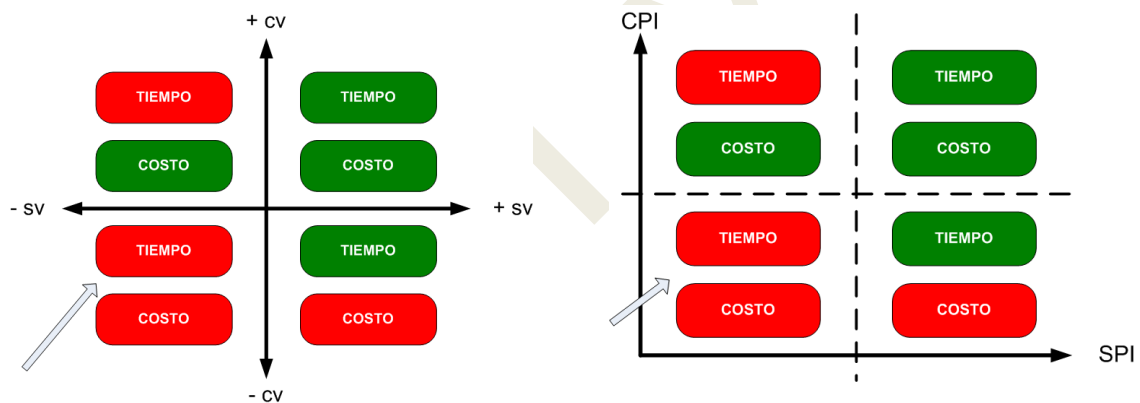 + cv
TIEMPO
TIEMPO
COSTO
COSTO
- sv
+ sv
TIEMPO
TIEMPO
COSTO
COSTO
- cv
CPI
TIEMPO
TIEMPO
COSTO
COSTO
TIEMPO
TIEMPO
COSTO
COSTO
SPI